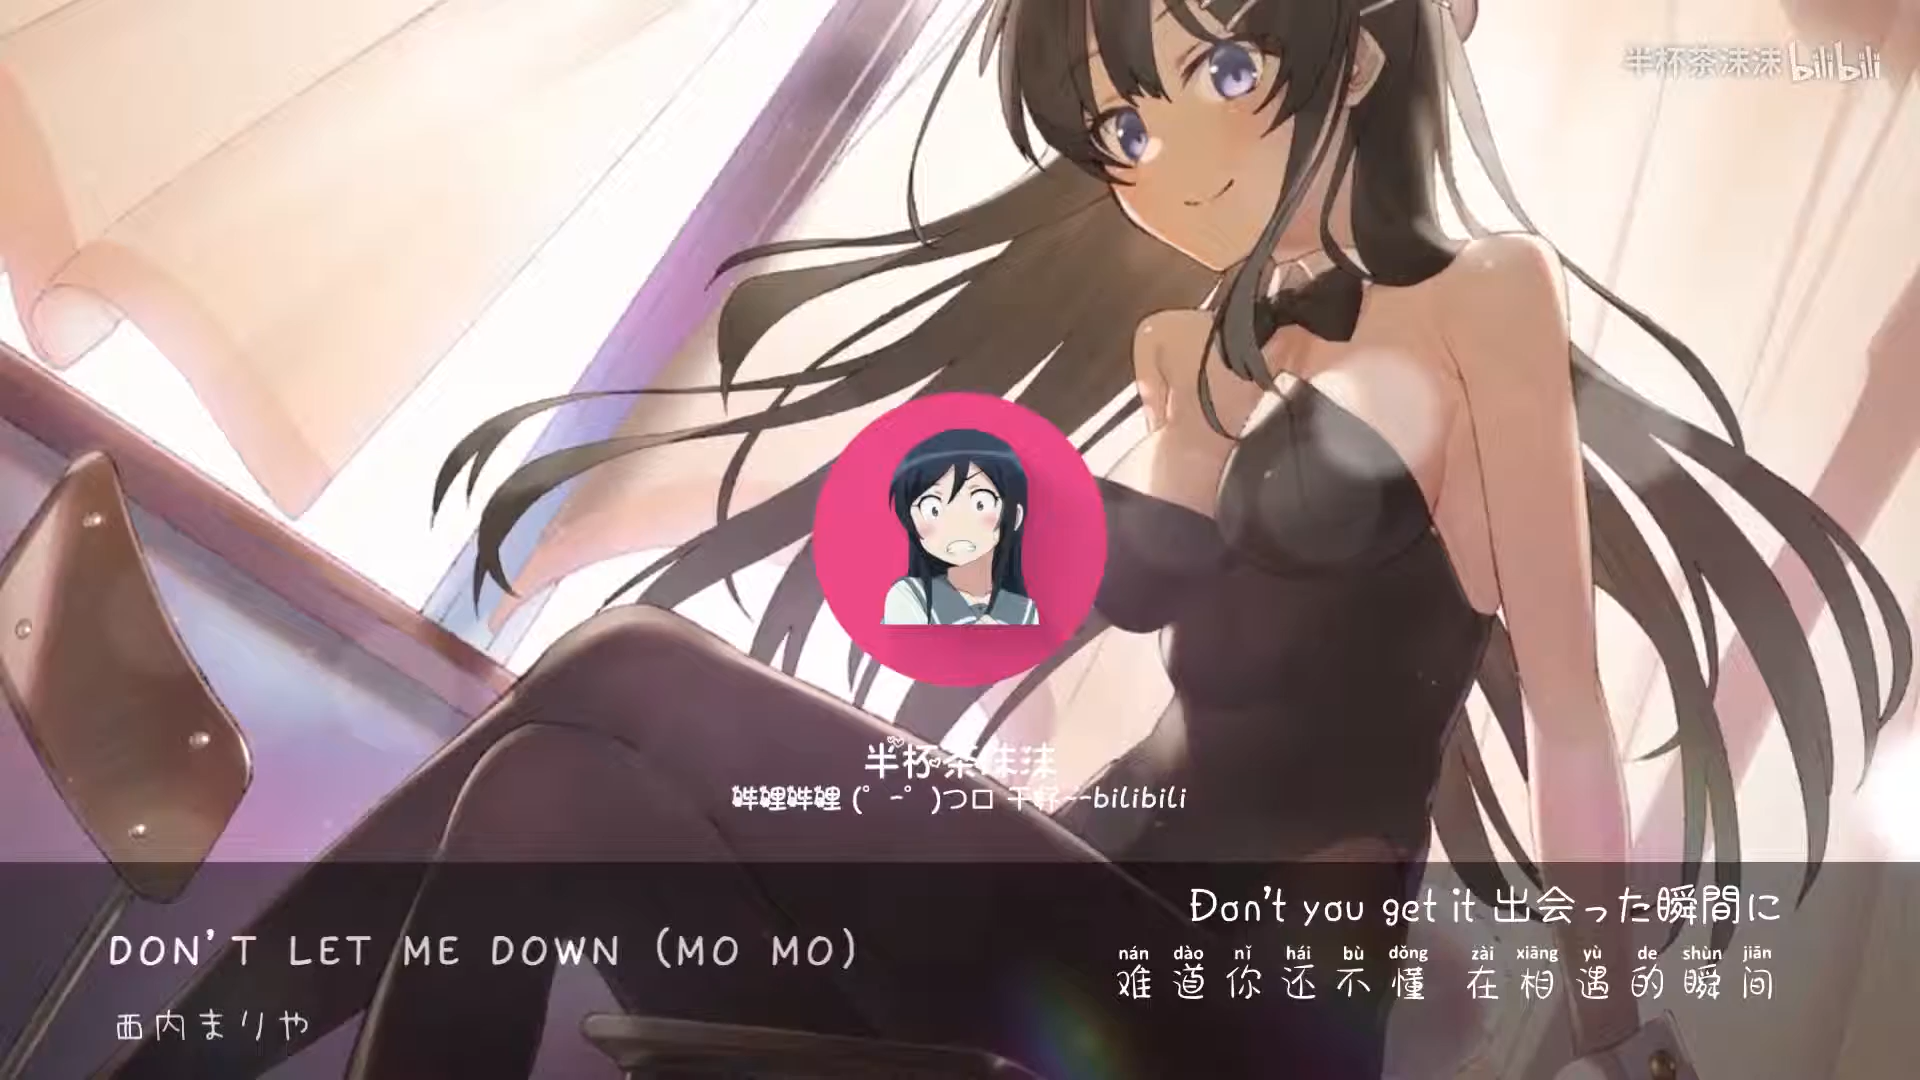 半杯茶沫沫 bilibili
半杯茶沫沫
哔哩哔哩 (゜-゜)つロ 干杯~~bilibili
DON'T LET ME DOWN (MO MO)
西内まりや
Don't you get it 出会った瞬間に
nán dào nǐ hái bù dǒng zài xiāng yù de shùn jiān
难道你还不懂 在相遇的瞬间